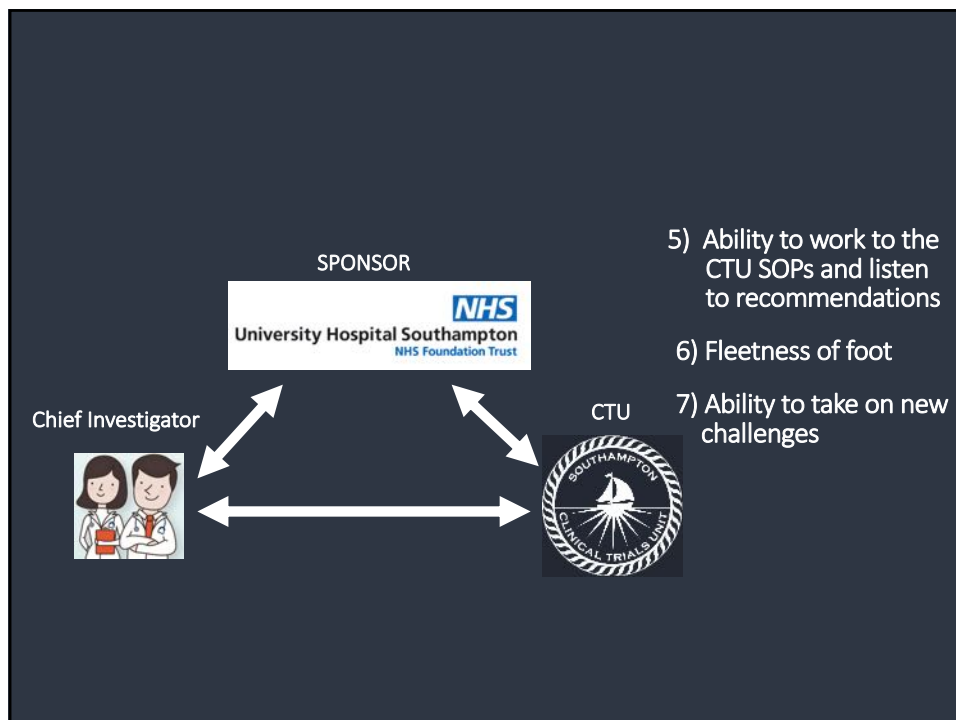 SPONSOR
NHS
University Hospital Southampton
NHS Foundation Trust
Chief Investigator
CTU
SOUTHAMPTON
CLINICAL TRIALS UNIT
5) Ability to work to the
CTU SOPs and listen
to recommendations
6) Fleetness of foot
7) Ability to take on new
challenges